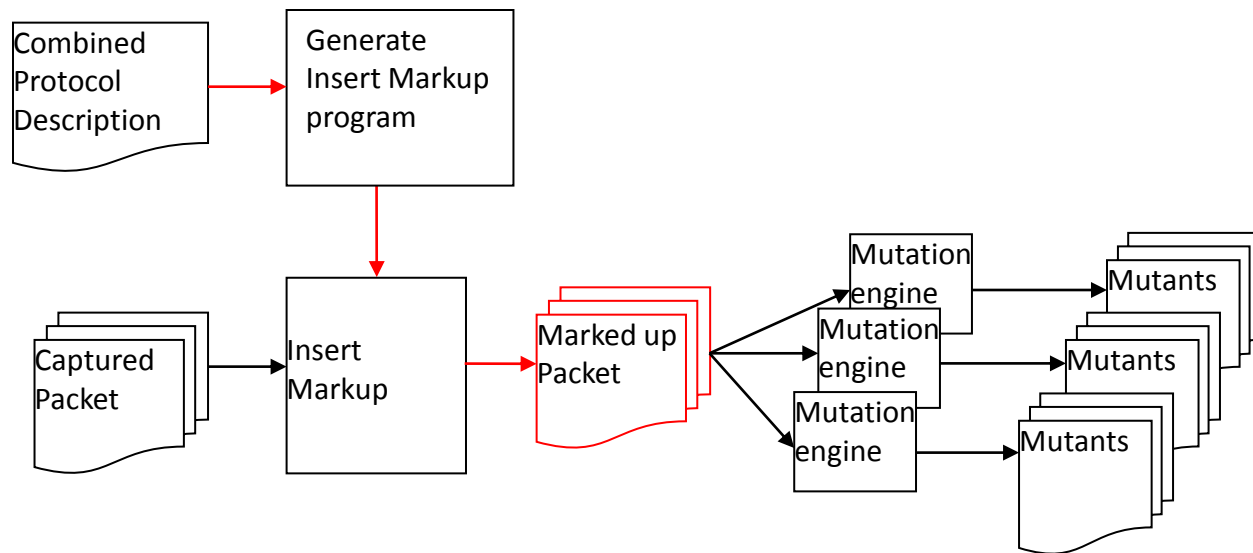 Combined
Protocol
Description
Generate
Insert Markup
program
Captured
Packet
Insert
Markup
Marked up
Packet
Mutation
engine
Mutation
engine
Mutation
engine
Mutants
Mutants
Mutants